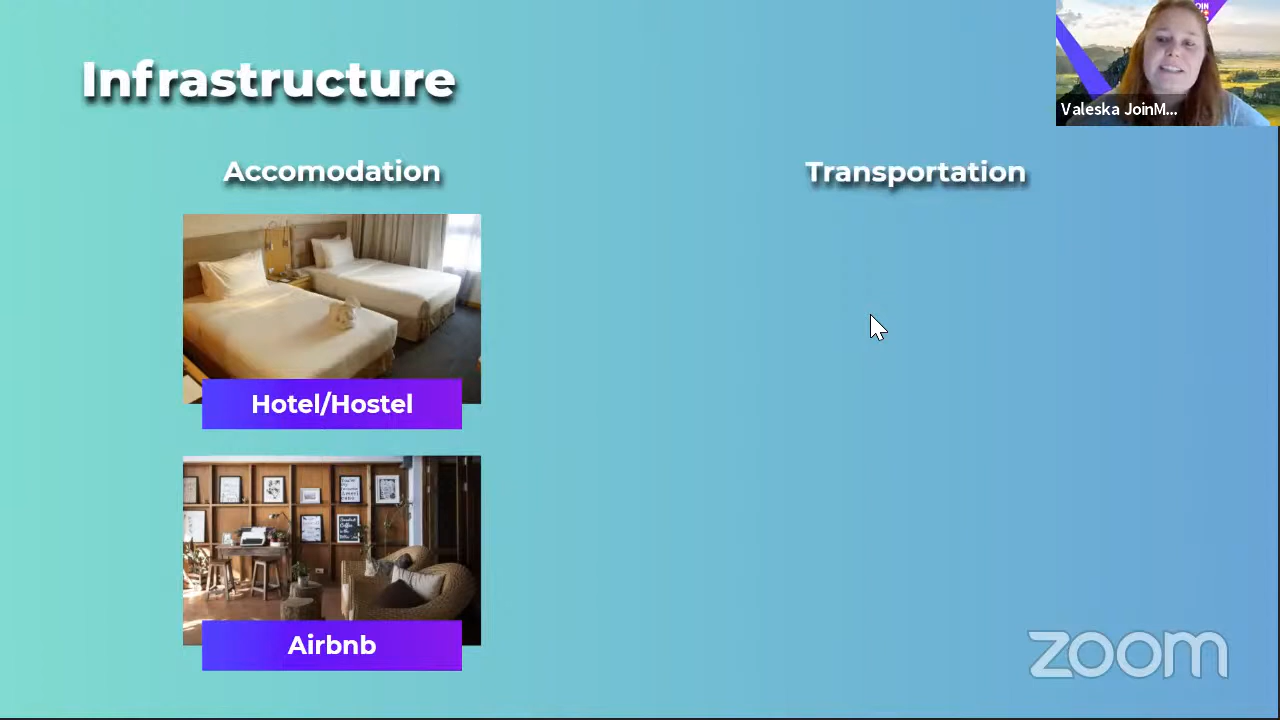 Infrastructure
Valeska JoinM...
Accomodation
Transportation
Hotel/Hostel
Airbnb
zoom